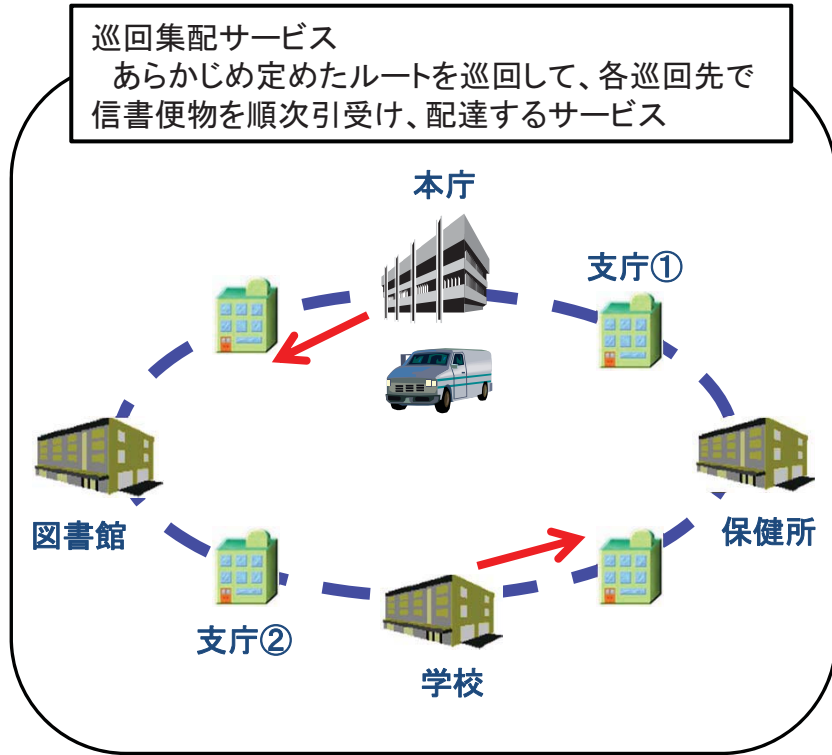 巡回集配サービス
あらかじめ定めたルートを巡回して、各巡回先で
信書便物を順次引受け、配達するサービス
本庁
支庁①
図書館
保健所
支庁②
学校